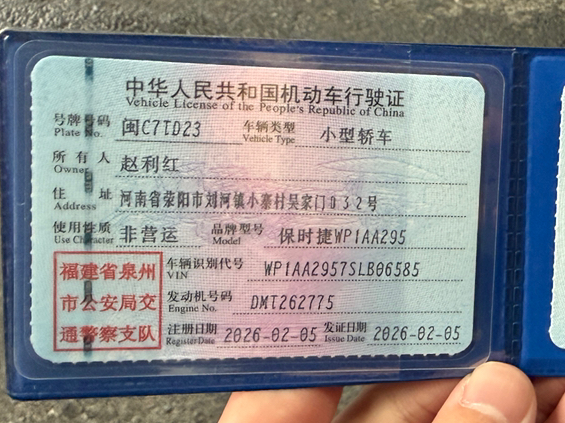 中华人民共和国机动车行驶证
Vehicle License of the People's Republic of China
号牌号码 Plate No. 闽C7TD23 车辆类型 Vehicle Type 小型轿车
所有人 Owner 赵利红
住址 Address 河南省荥阳市刘河镇小寨村吴家门032号
使用性质 Use Character 非营运 品牌型号 Model 保时捷WP1AA295
福建省泉州市公安局交通警察支队
车辆识别代号 VIN WP1AA2957SLB06585
发动机号码 Engine No. DMT262775
注册日期 Register Date 2026-02-05 发证日期 Issue Date 2026-02-05